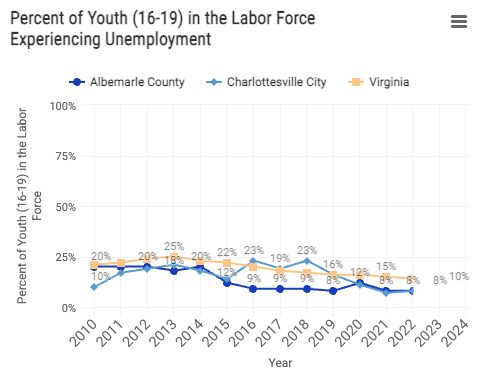 Percent of Youth (16-19) in the Labor Force
Experiencing Unemployment
Albemarle County Charlottesville City Virginia
Percent of Youth (16-19) in the Labor
Force
100%
75%
50%
25%
0%
20% 10% 20% 25% 18% 20% 22% 12% 23% 9% 19% 9% 23% 9% 16% 8% 12% 15% 8% 8% 8% 10%
2010 2011 2012 2013 2014 2015 2016 2017 2018 2019 2020 2021 2022 2023 2024
Year